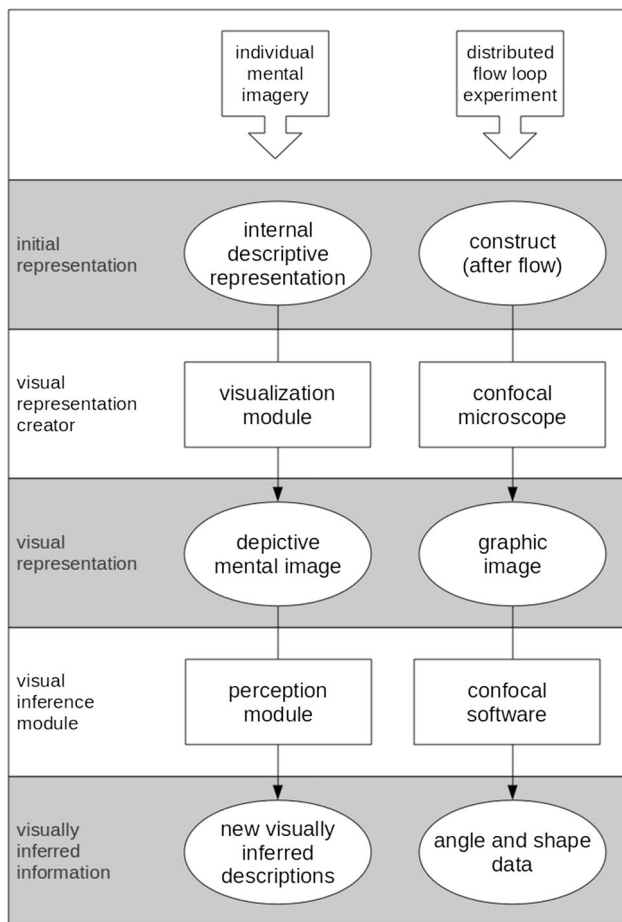 individual
mental
imagery
distributed
flow loop
experiment
initial
representation
internal
descriptive
representation
construct
(after flow)
visual
representation
creator
visualization
module
confocal
microscope
visual
representation
depictive
mental image
graphic
image
visual
inference
module
perception
module
confocal
software
visually
inferred
information
new visually
inferred
descriptions
angle and shape
data